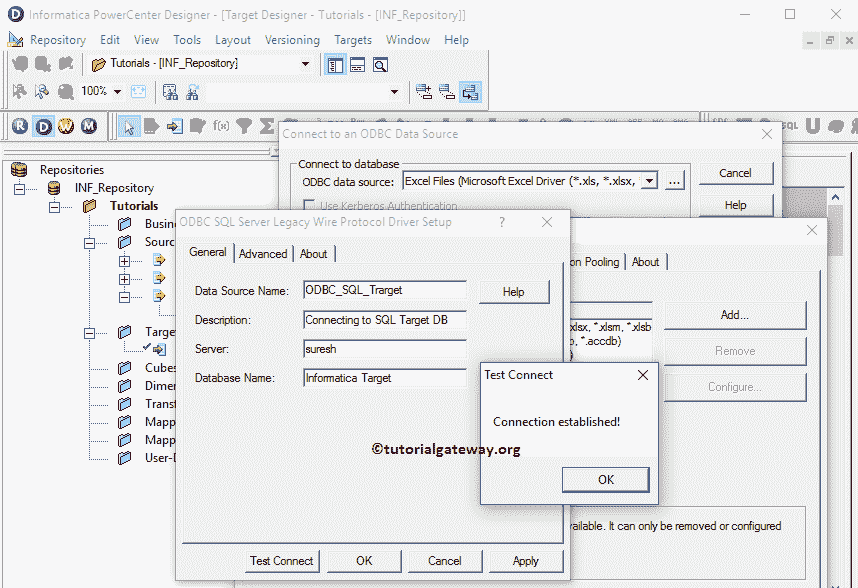 Informatica PowerCenter Designer - [Target Designer - Tutorials - [INF_Repository]]
Repository Edit View Tools Layout Versioning Targets Window Help
Tutorials - [INF_Repository]
100%
R D W M f(x) Σ
Connect to an ODBC Data Source
Connect to database
ODBC data source: Excel Files (Microsoft Excel Driver (*.xls, *.xlsx, ...
Cancel
Use Kerberos Authentication
Help
Repositories
INF_Repository
Tutorials
Busin
Sourc
Targe
Cubes
Dimer
Transf
Mapp
Mapp
User-D
ODBC SQL Server Legacy Wire Protocol Driver Setup ?
General Advanced About
Data Source Name: ODBC_SQL_Trarget Help
Description: Connecting to SQL Target DB
Server: suresh
Database Name: Informatica Target
Test Connect OK Cancel Apply
on Pooling About
.xlsx, *.xlsm, *.xlsb
, *.accdb)
Add...
Remove
Configure...
Test Connect
Connection established!
OK
©tutorialgateway.org
ailable. It can only be removed or configured